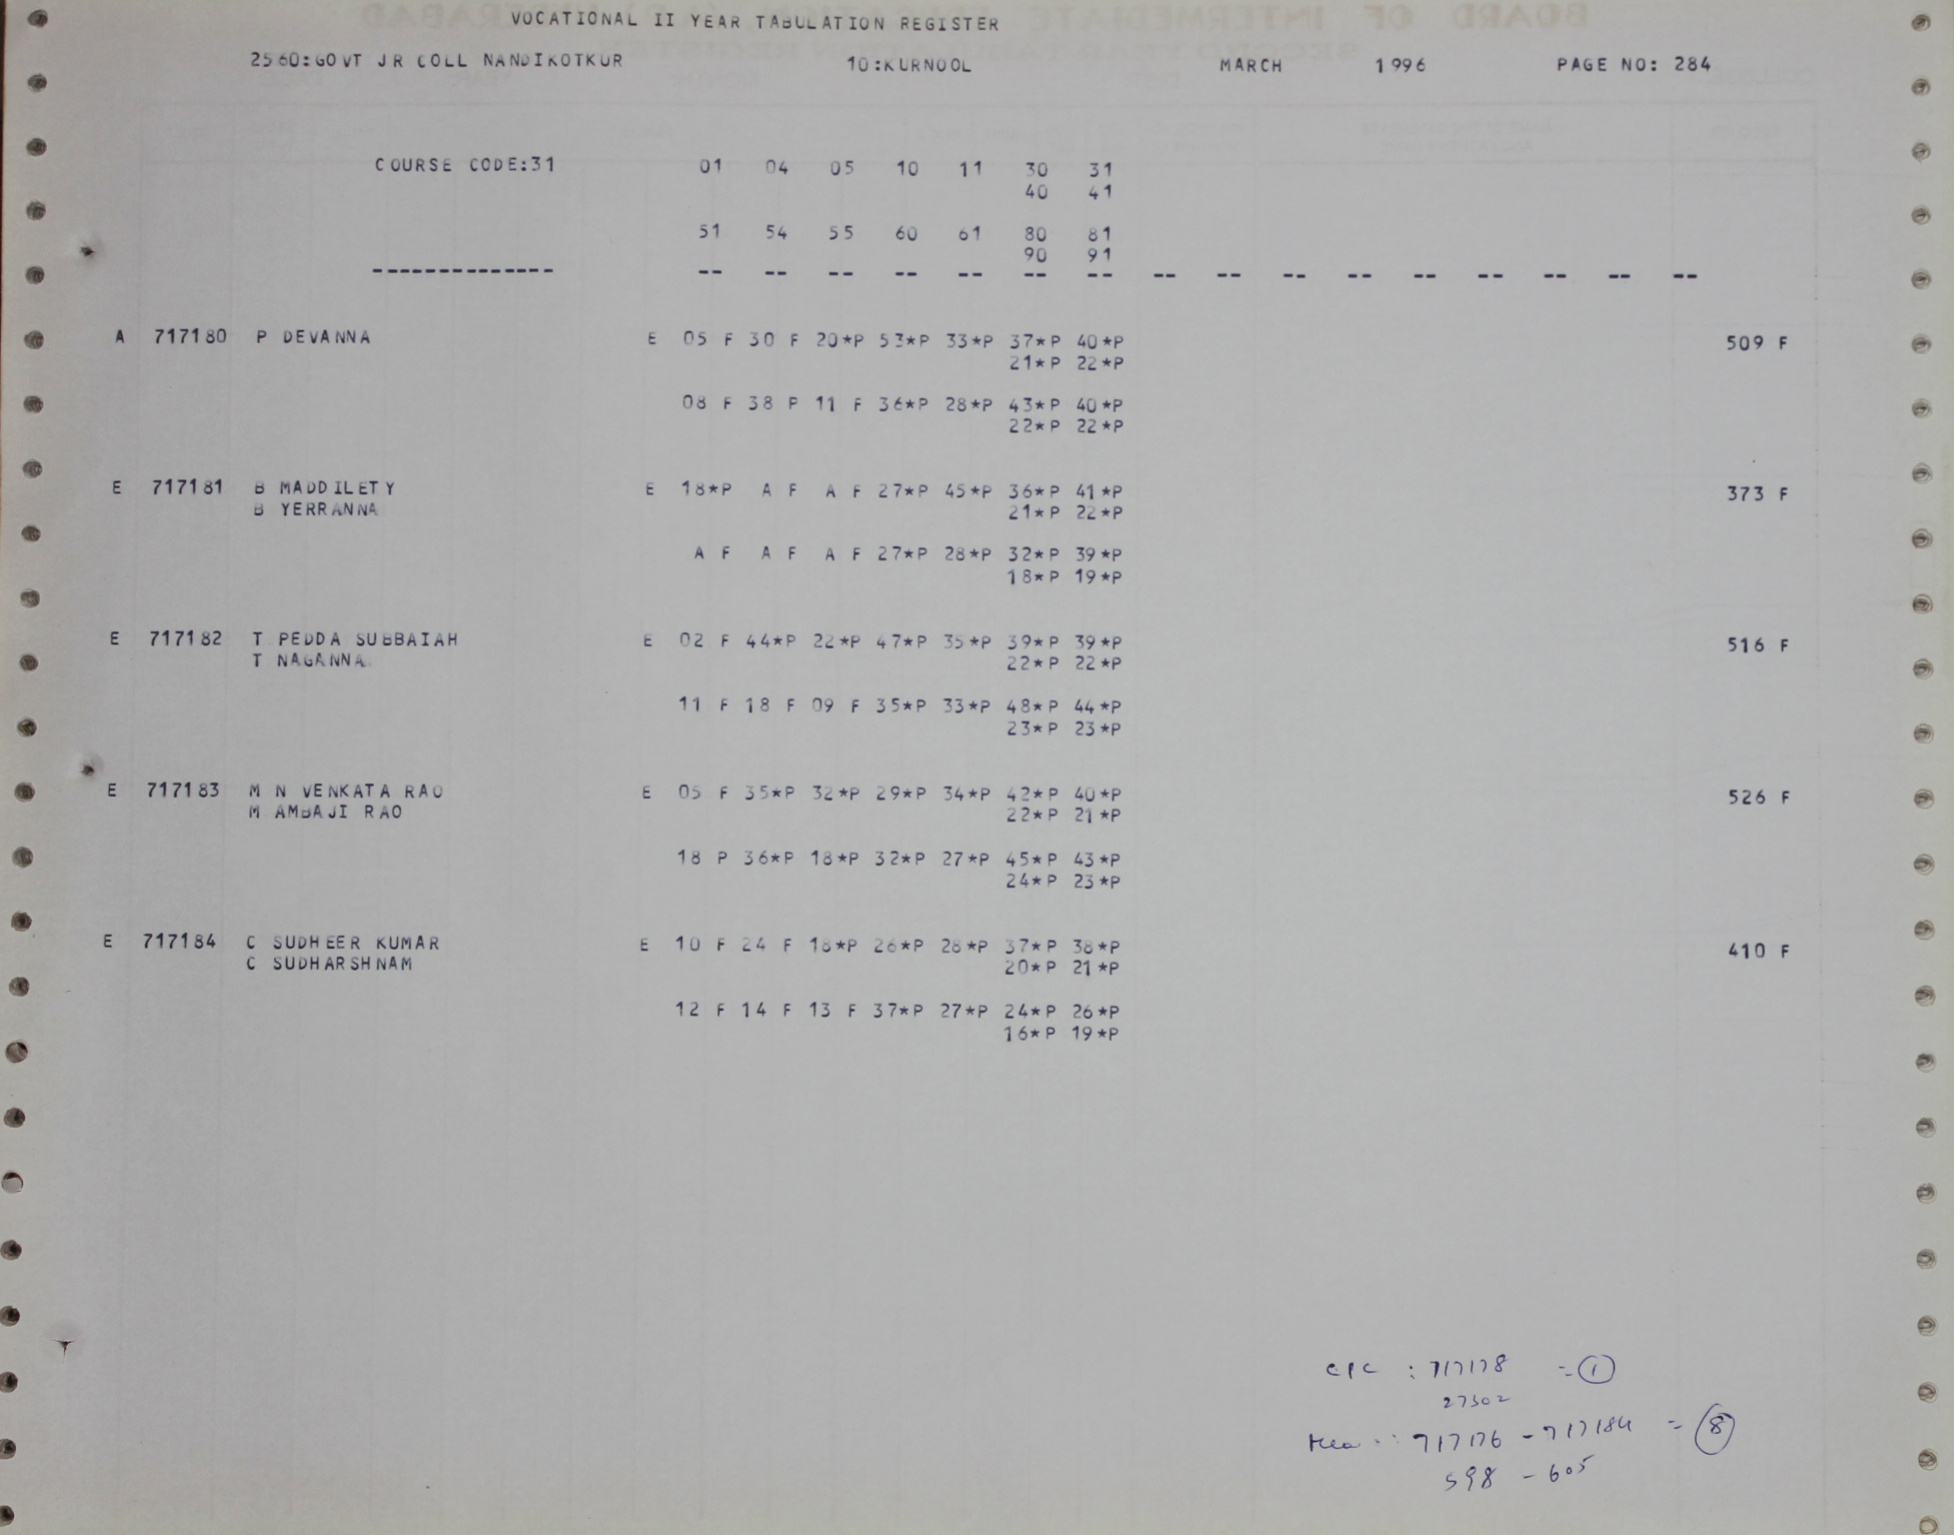 VOCATIONAL II YEAR TABULATION REGISTER
2560:GOVT JR COLL NANDIKOTKUR 10:KURNOOL MARCH 1996 PAGE NO: 284
COURSE CODE:31 01 04 05 10 11 30 31
40 41
51 54 55 60 61 80 81
90 91
-------------- -- -- -- -- -- -- -- -- -- -- -- -- -- -- -- --
A 717180 P DEVANNA E 05 F 30 F 20*P 53*P 33*P 37*P 40*P 509 F
21*P 22*P
08 F 38 P 11 F 36*P 28*P 43*P 40*P
22*P 22*P
E 717181 B MADDILETY E 18*P A F A F 27*P 45*P 36*P 41*P 373 F
B YERRANNA 21*P 22*P
A F A F A F 27*P 28*P 32*P 39*P
18*P 19*P
E 717182 T PEDDA SUBBAIAH E 02 F 44*P 22*P 47*P 35*P 39*P 39*P 516 F
T NAGANNA 22*P 22*P
11 F 18 F 09 F 35*P 33*P 48*P 44*P
23*P 23*P
E 717183 M N VENKATA RAO E 05 F 35*P 32*P 29*P 34*P 42*P 40*P 526 F
M AMBAJI RAO 22*P 21*P
18 P 36*P 18*P 32*P 27*P 45*P 43*P
24*P 23*P
E 717184 C SUDHEER KUMAR E 10 F 24 F 18*P 26*P 28*P 37*P 38*P 410 F
C SUDHARSHNAM 20*P 21*P
12 F 14 F 13 F 37*P 27*P 24*P 26*P
16*P 19*P
: 717178 = 1
27302
717176 - 717184 = 8
598 - 605